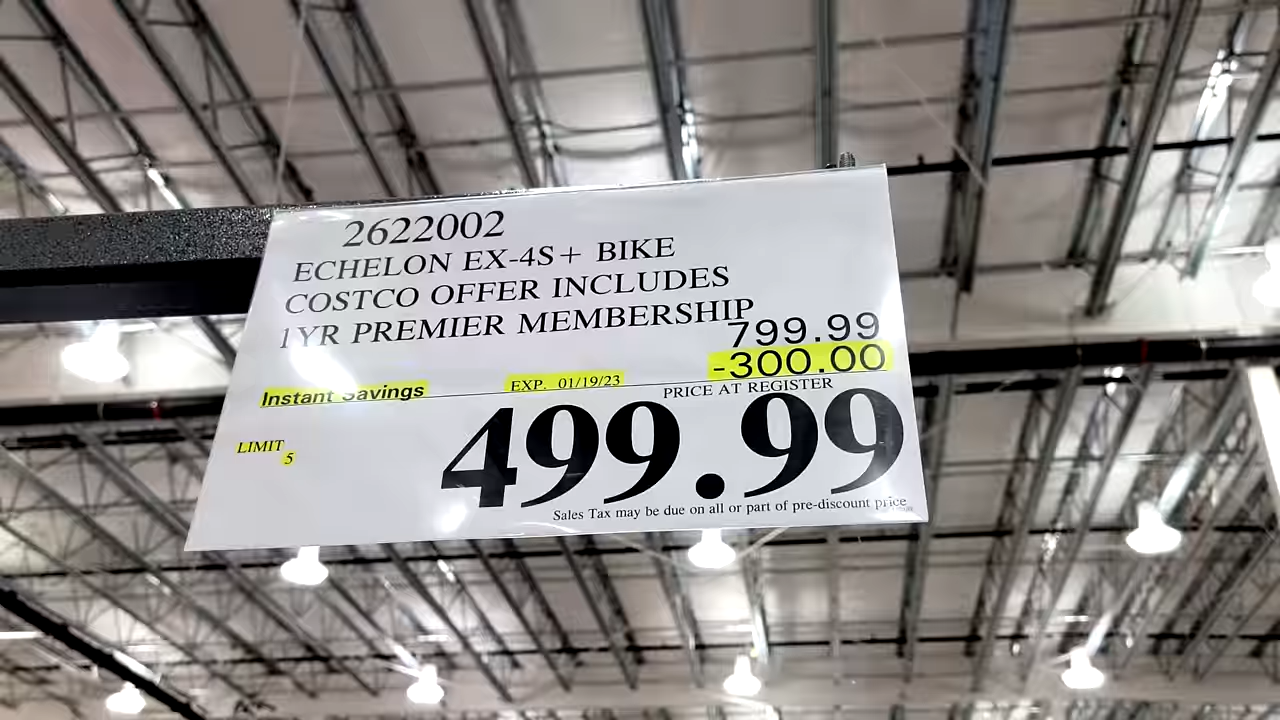 2622002
ECHELON EX-4S+ BIKE
COSTCO OFFER INCLUDES
1YR PREMIER MEMBERSHIP
799.99
-300.00
Instant Savings EXP. 01/19/23 PRICE AT REGISTER
LIMIT 5
499.99
Sales Tax may be due on all or part of pre-discount price